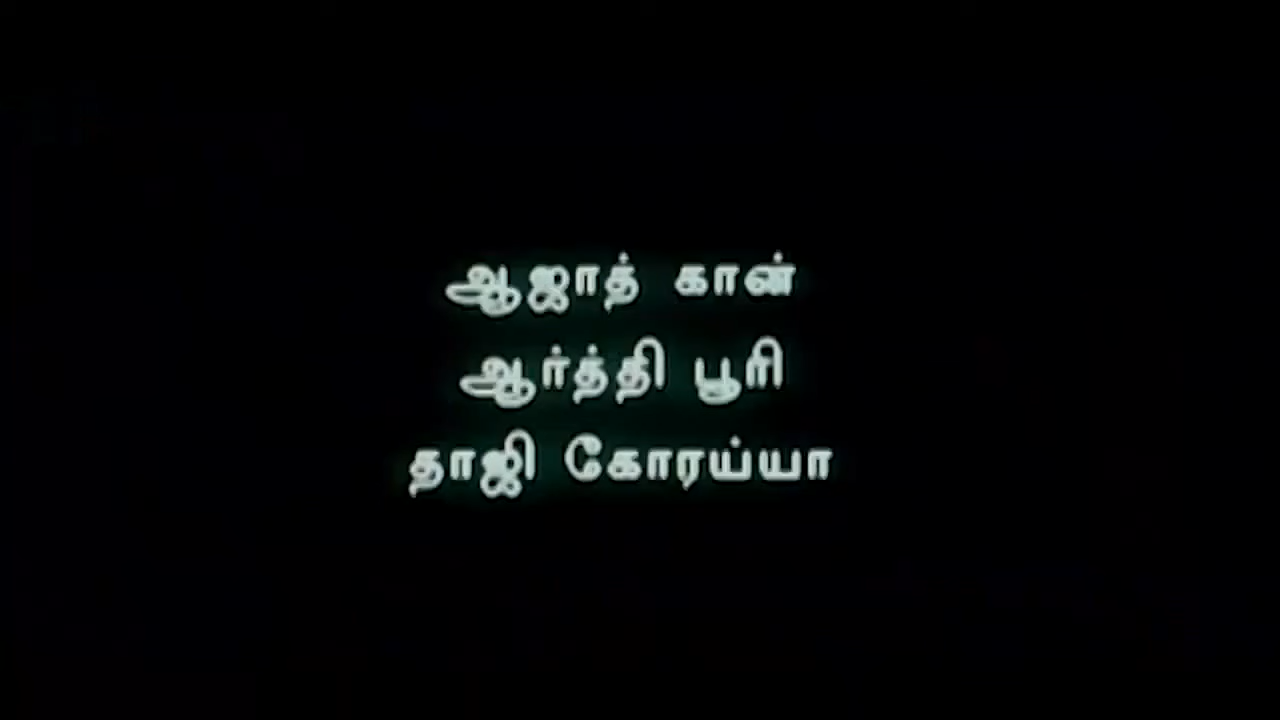 ஆஜாத் கான்
ஆர்த்தி பூரி
தாஜி கோரய்யா